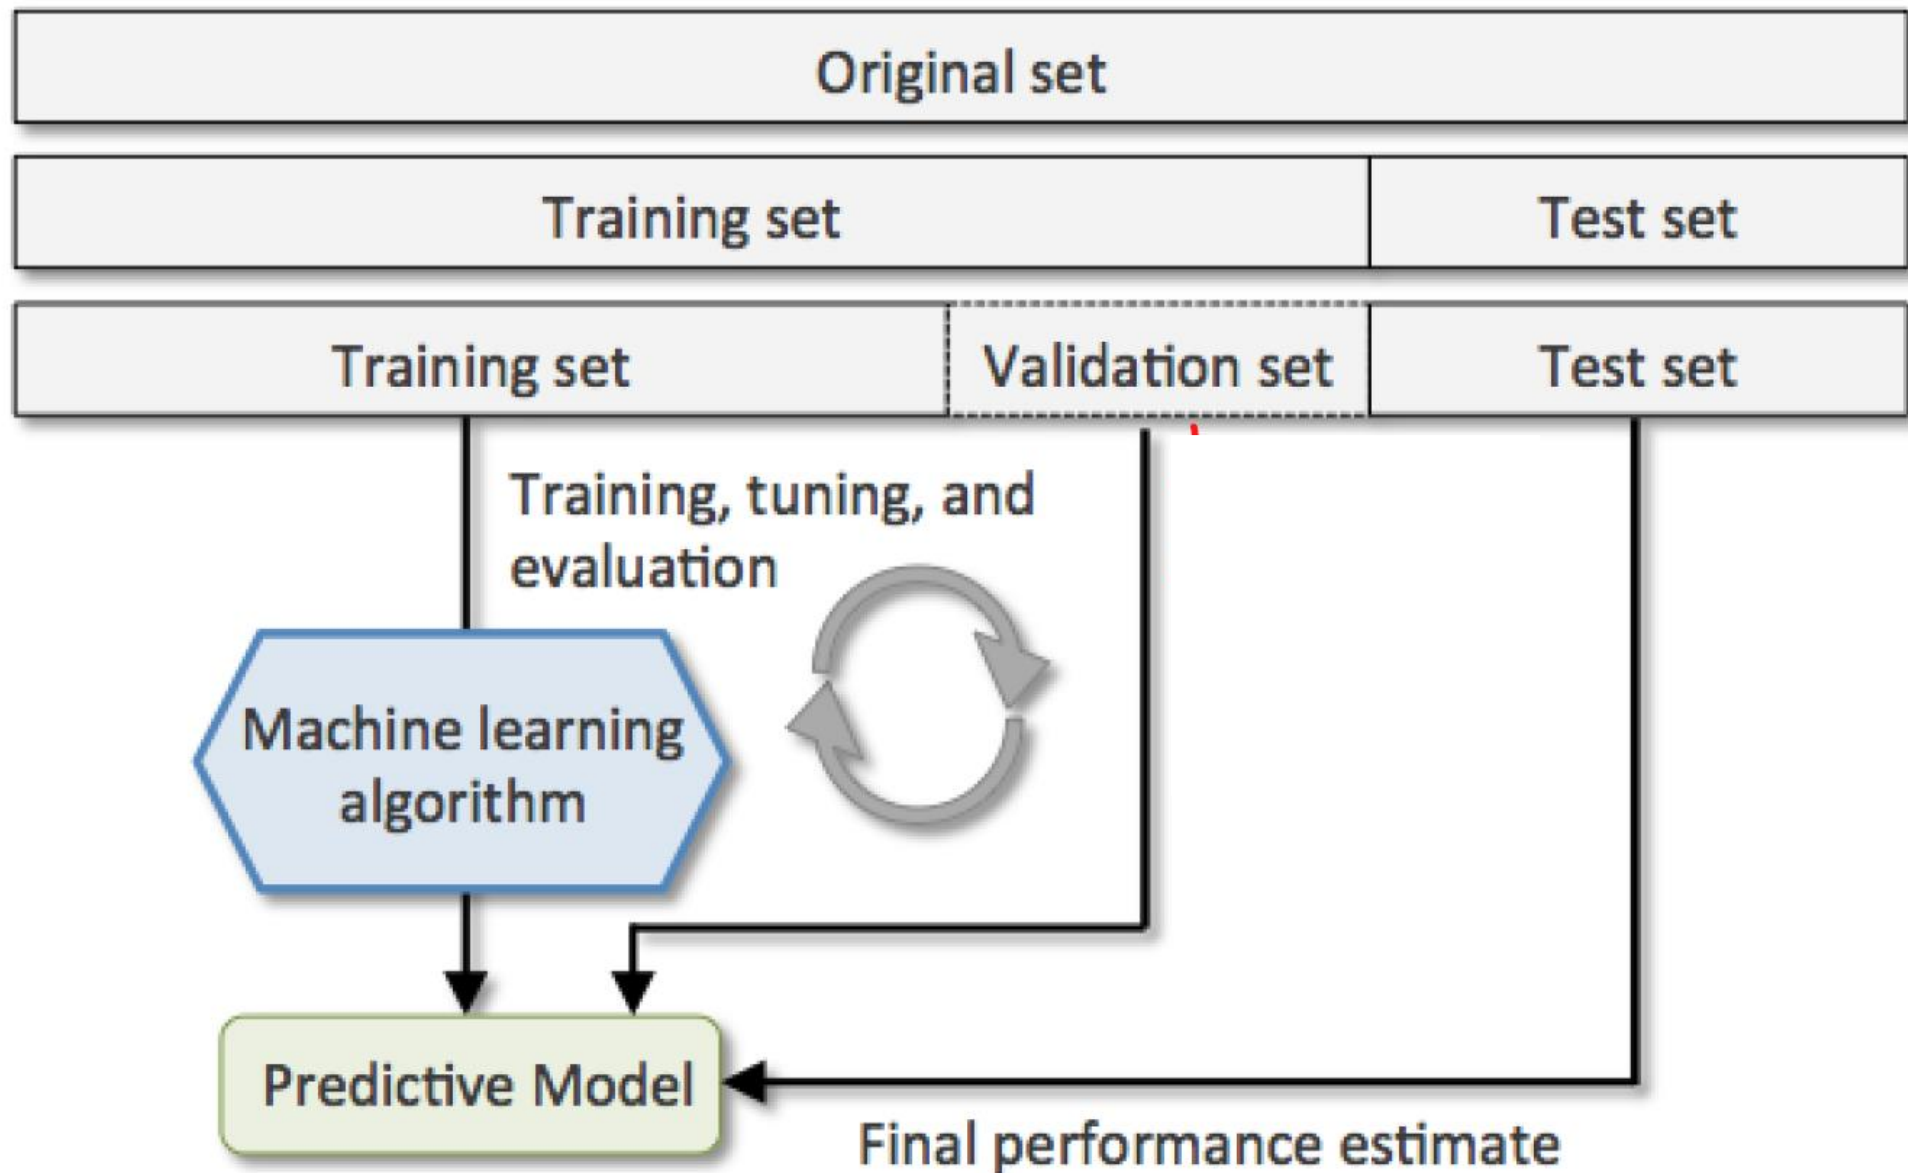 Original set
Training set
Test set
Training set
Validation set
Test set
Training, tuning, and
evaluation
Machine learning
algorithm
Predictive Model
Final performance estimate